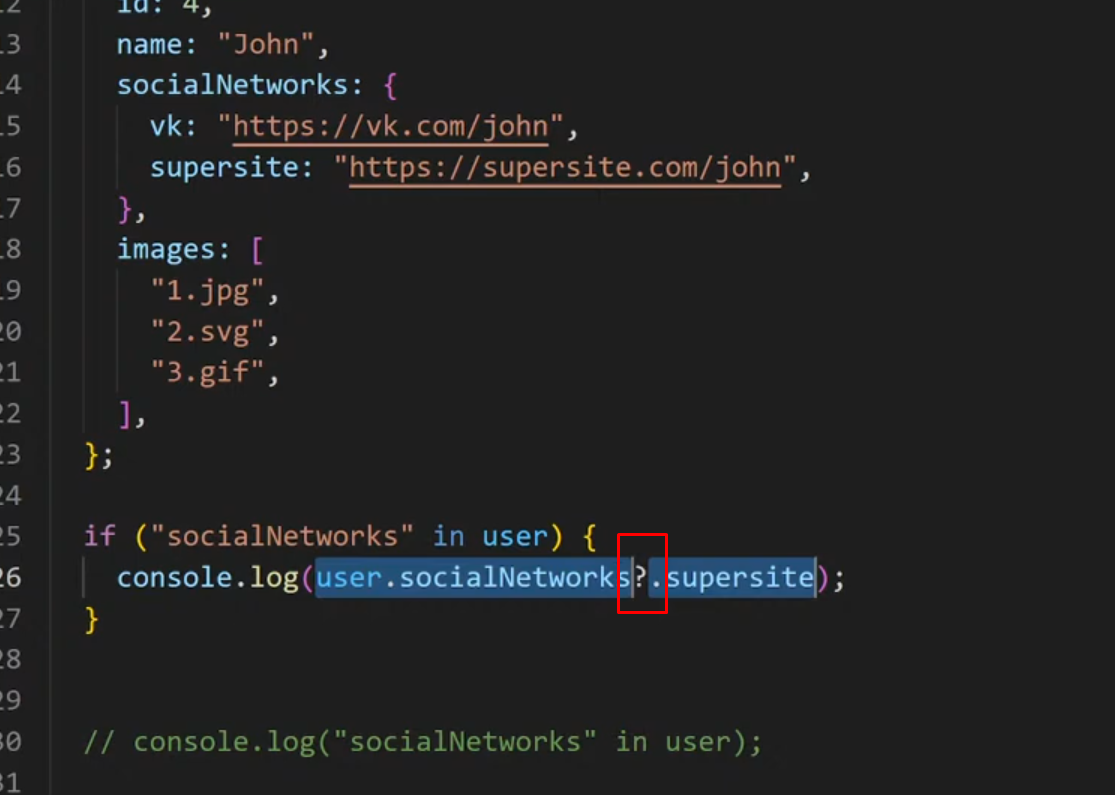 12 id: 4,
13 name: "John",
14 socialNetworks: {
15 vk: "https://vk.com/john",
16 supersite: "https://supersite.com/john",
17 },
18 images: [
19 "1.jpg",
20 "2.svg",
21 "3.gif",
22 ],
23 };
24
25 if ("socialNetworks" in user) {
26 console.log(user.socialNetworks?.supersite);
27 }
28
29
30 // console.log("socialNetworks" in user);
31